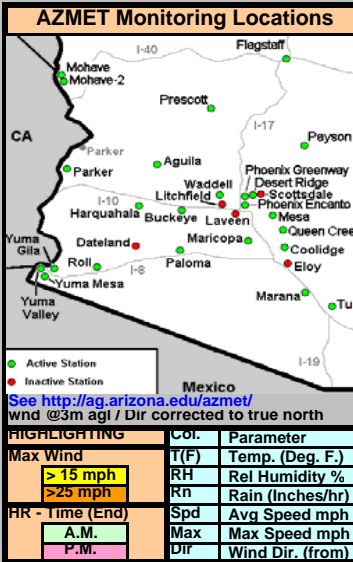 AZMET Monitoring Locations
Flagstaff
I-40
Mohave
Mohave-2
Prescott
I-17
CA
Payson
Parker
Aguila
Parker
Phoenix Greenway
Desert Ridge
Waddell
Scottsdale
Litchfield
I-10
Phoenix Encanto
Harquahala
Buckeye
Laveen
Mesa
Queen Cree
Yuma
Gila
Dateland
Maricopa
Coolidge
Roll
I-8
Paloma
Eloy
Yuma Mesa
Yuma
Valley
Marana
Tu
I-19
Active Station
Inactive Station
Mexico
See http://ag.arizona.edu/azmet/
wnd @3m agl / Dir corrected to true north
HIGHLIGHTING Col. Parameter
Max Wind T(F) Temp. (Deg. F.)
> 15 mph RH Rel Humidity %
>25 mph Rn Rain (Inches/hr)
HR - Time (End) Spd Avg Speed mph
A.M. Max Max Speed mph
P.M. Dir Wind Dir. (from)